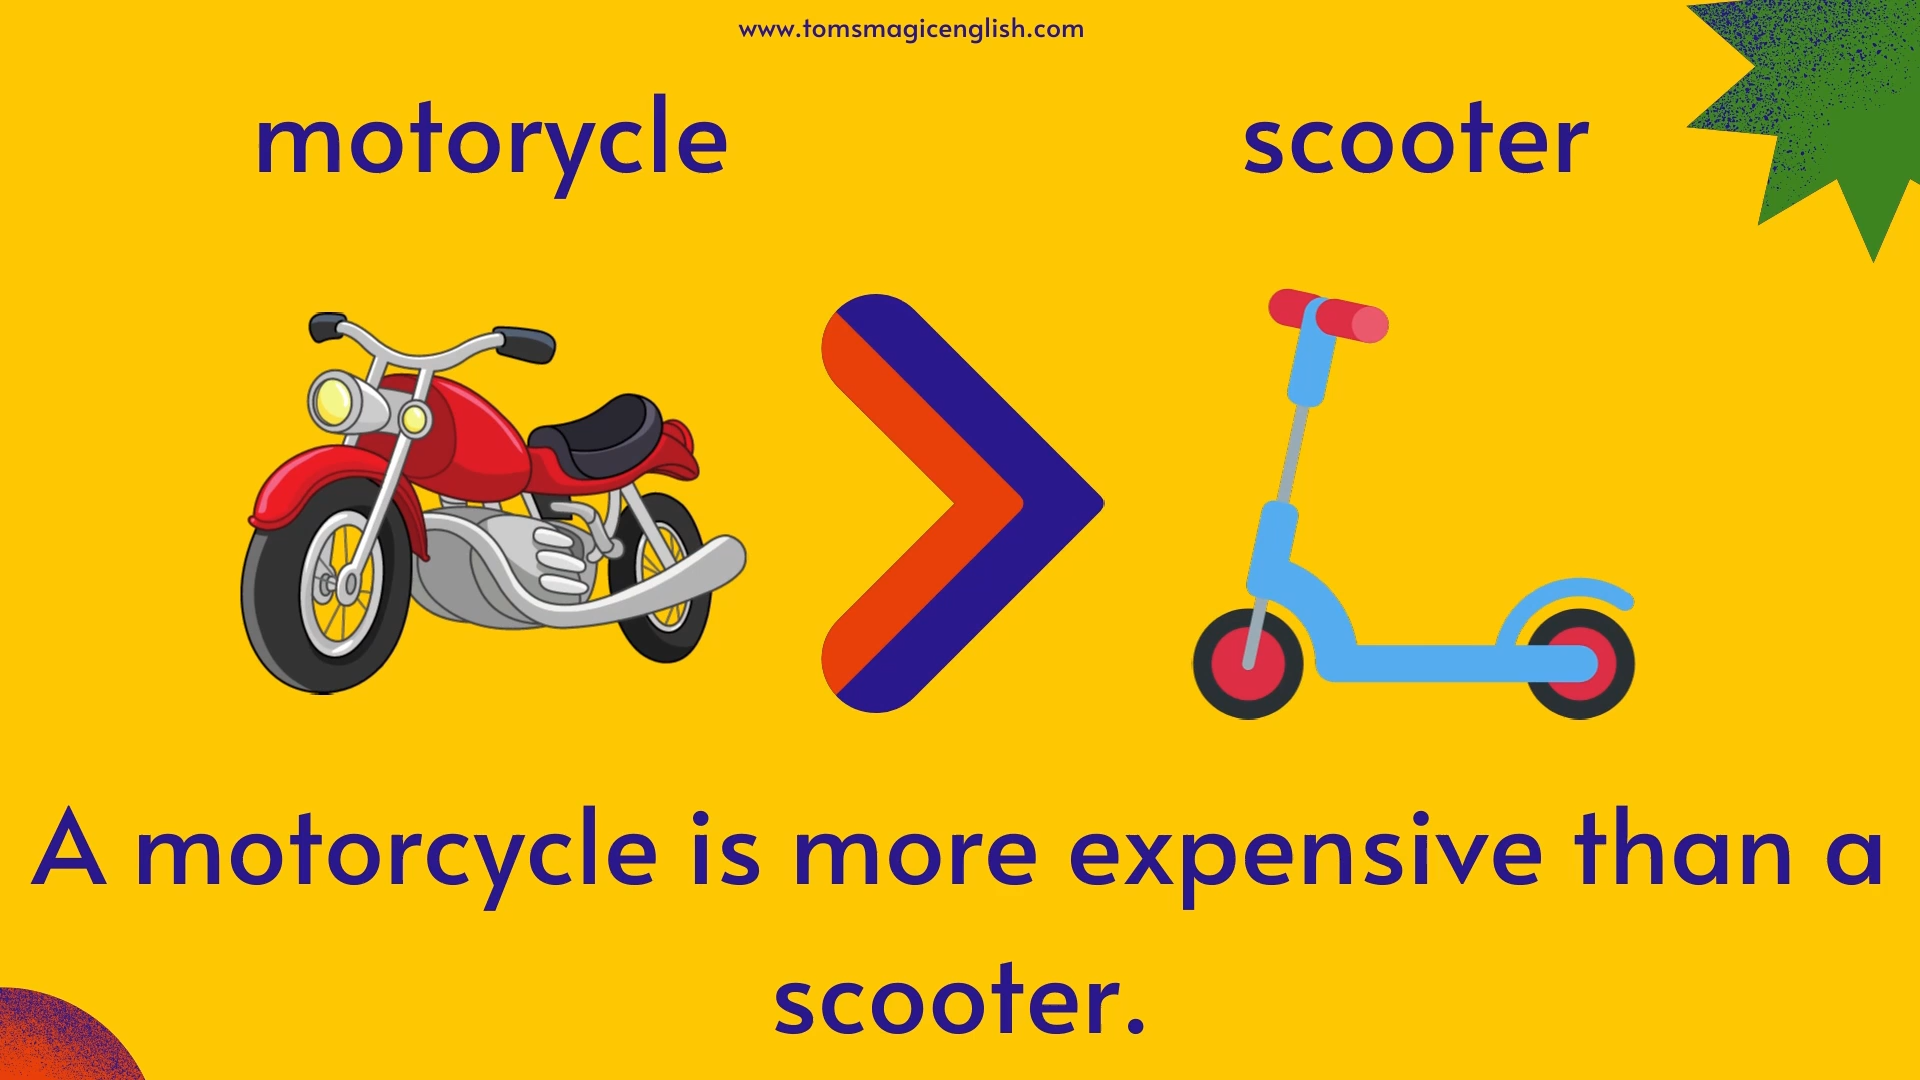 www.tomsmagicenglish.com
motorycle
scooter
A motorcycle is more expensive than a
scooter.